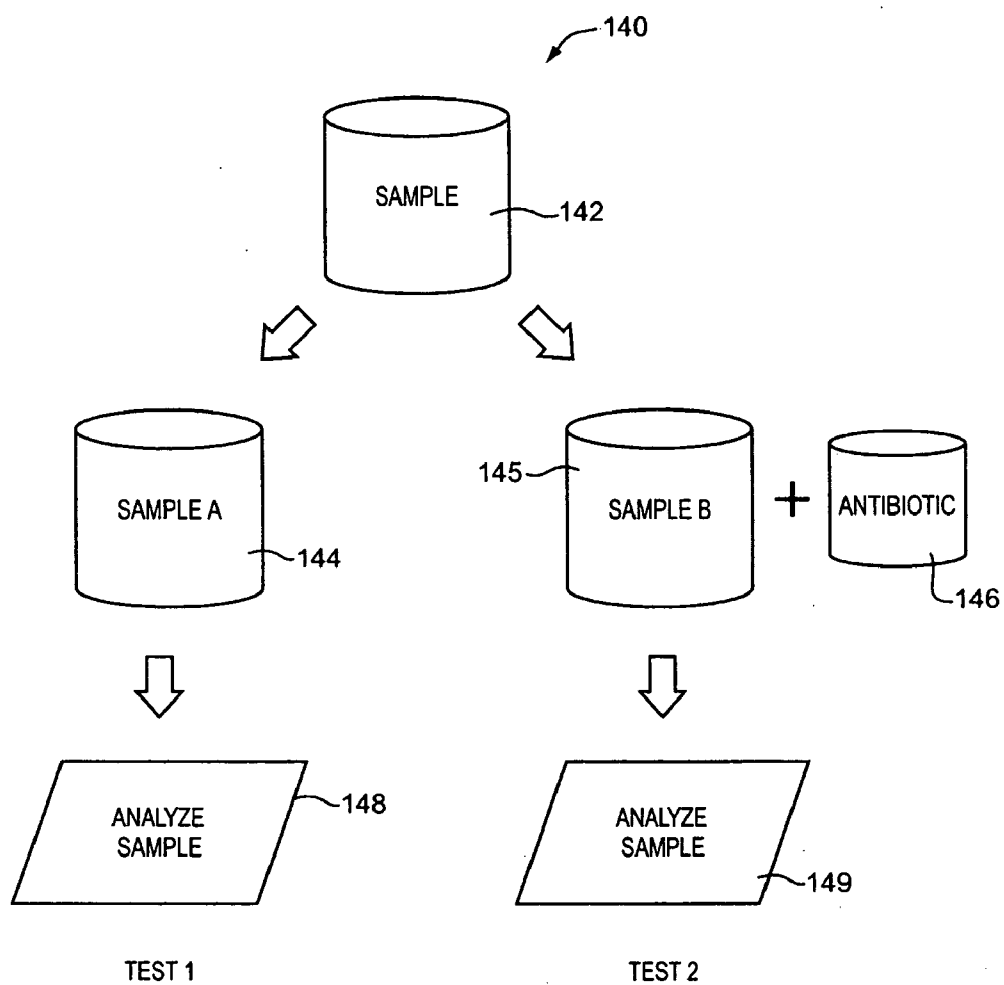 140
SAMPLE
142
SAMPLE A
144
145
SAMPLE B
+
ANTIBIOTIC
146
ANALYZE
SAMPLE
148
ANALYZE
SAMPLE
149
TEST 1
TEST 2